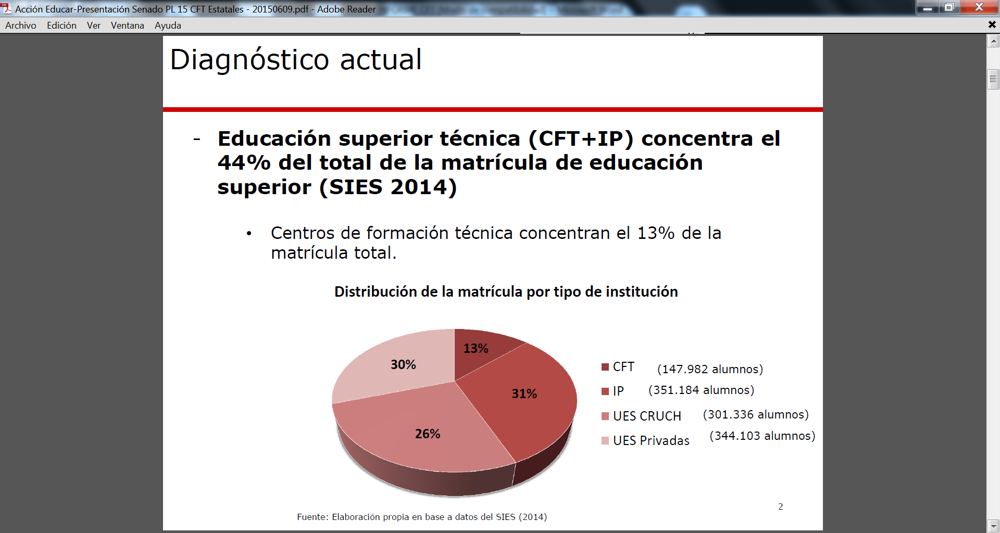 Acción Educar-Presentación Senado PL 15 CFT Estatales - 20150609.pdf - Adobe Reader
Archivo Edición Ver Ventana Ayuda
Diagnóstico actual
- Educación superior técnica (CFT+IP) concentra el
44% del total de la matrícula de educación
superior (SIES 2014)
• Centros de formación técnica concentran el 13% de la
matrícula total.
Distribución de la matrícula por tipo de institución
13%
30%
31%
26%
CFT (147.982 alumnos)
IP (351.184 alumnos)
UES CRUCH (301.336 alumnos)
UES Privadas (344.103 alumnos)
2
Fuente: Elaboración propia en base a datos del SIES (2014)